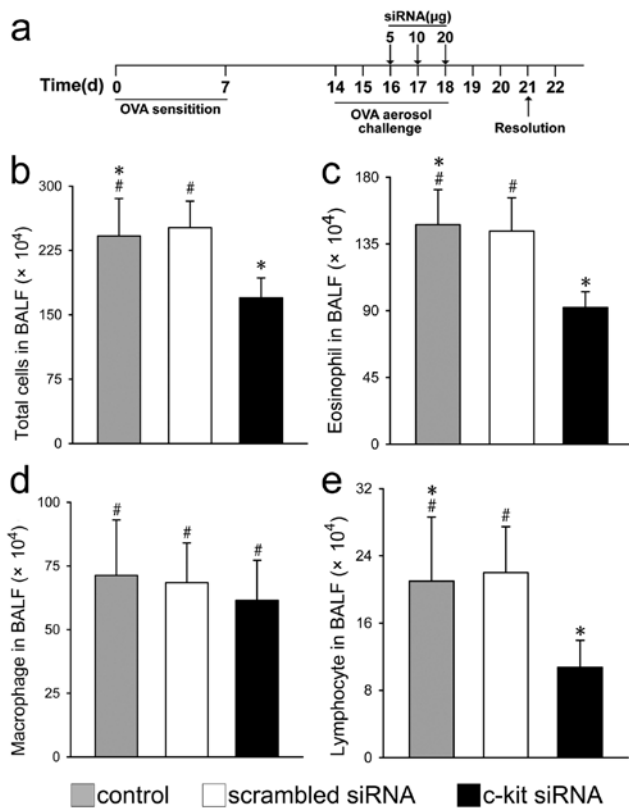 a
siRNA(μg)
5 10 20
Time(d)
0 7 14 15 16 17 18 19 20 21 22
OVA sensitition
OVA aerosol
challenge
Resolution
b
Total cells in BALF (× 10⁴)
300
225
150
75
0
*
#
#
*
c
Eosinophil in BALF (× 10⁴)
180
135
90
45
0
*
#
#
*
d
Macrophage in BALF (× 10⁴)
100
75
50
25
0
#
#
#
e
Lymphocyte in BALF (× 10⁴)
32
24
16
8
0
*
#
#
*
control scrambled siRNA c-kit siRNA